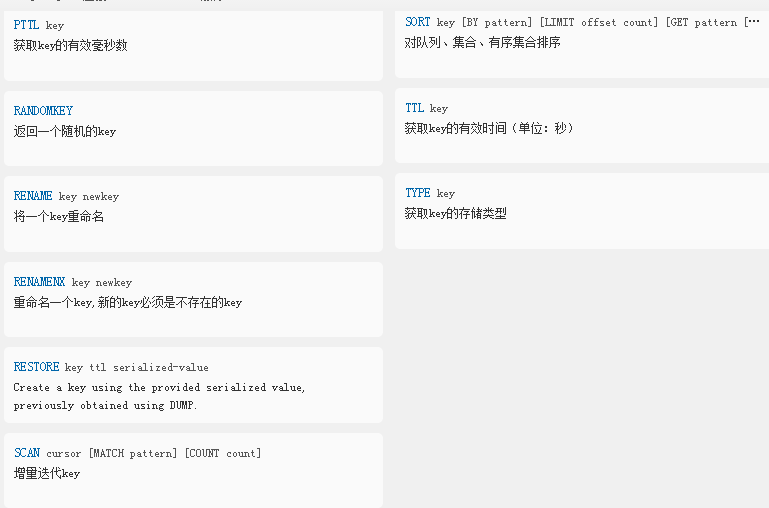 PTTL key
获取key的有效毫秒数
RANDOMKEY
返回一个随机的key
RENAME key newkey
将一个key重命名
RENAMENX key newkey
重命名一个key,新的key必须是不存在的key
RESTORE key ttl serialized-value
Create a key using the provided serialized value,
previously obtained using DUMP.
SCAN cursor [MATCH pattern] [COUNT count]
增量迭代key
SORT key [BY pattern] [LIMIT offset count] [GET pattern [...
对队列、集合、有序集合排序
TTL key
获取key的有效时间（单位：秒）
TYPE key
获取key的存储类型